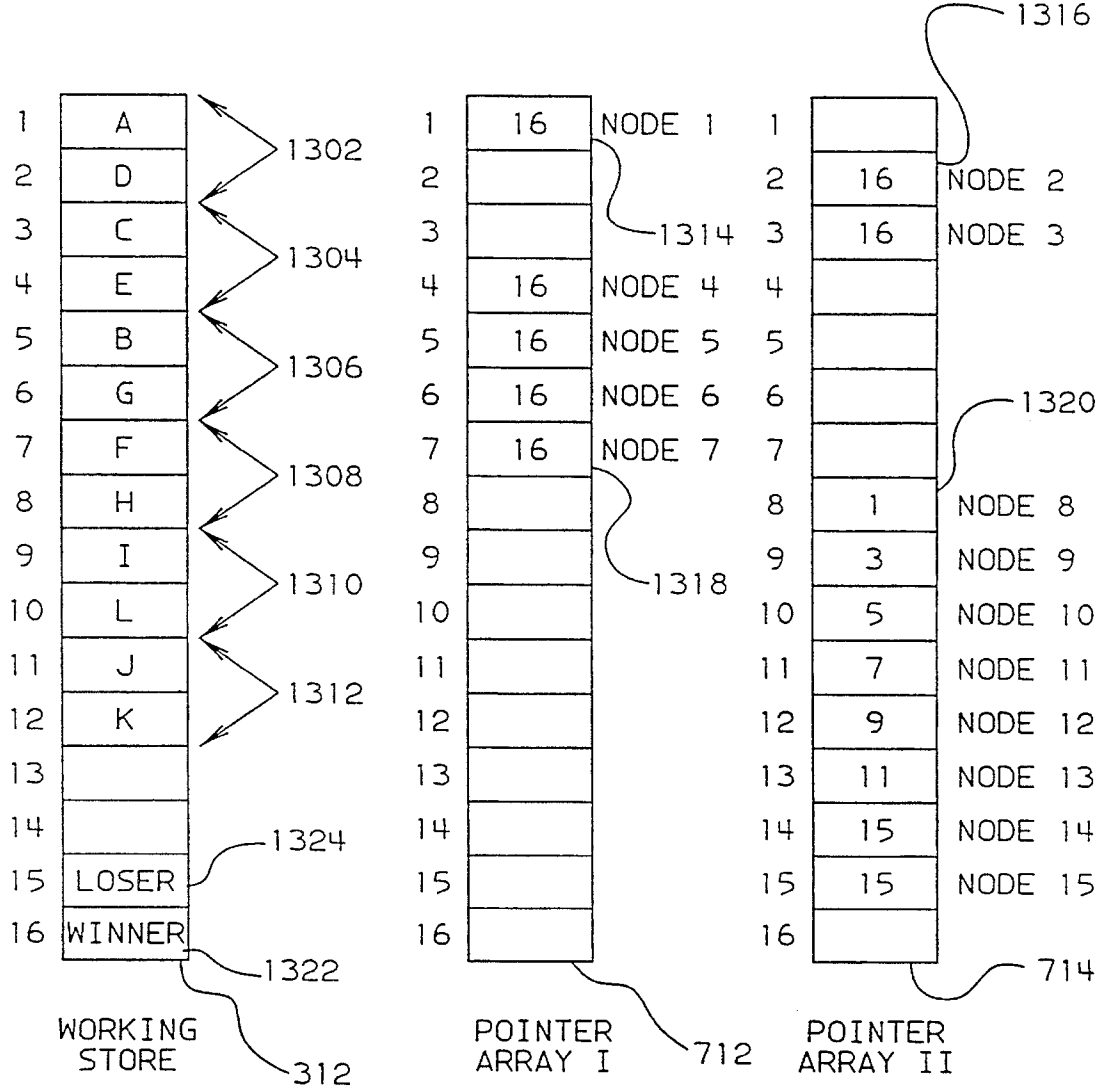 1316
1 A 1 16 NODE 1 1
1302
2 D 2 2 16 NODE 2
3 C 3 1314 3 16 NODE 3
1304
4 E 4 16 NODE 4 4
5 B 5 16 NODE 5 5
1306
6 G 6 16 NODE 6 6
1320
7 F 7 16 NODE 7 7
1308
8 H 8 8 1 NODE 8
9 I 9 9 3 NODE 9
1310 1318
10 L 10 10 5 NODE 10
11 J 11 11 7 NODE 11
1312
12 K 12 12 9 NODE 12
13 13 13 11 NODE 13
14 14 14 15 NODE 14
1324
15 LOSER 15 15 15 NODE 15
16 WINNER 16 16
1322 714
WORKING POINTER POINTER
STORE ARRAY I ARRAY II
312 712